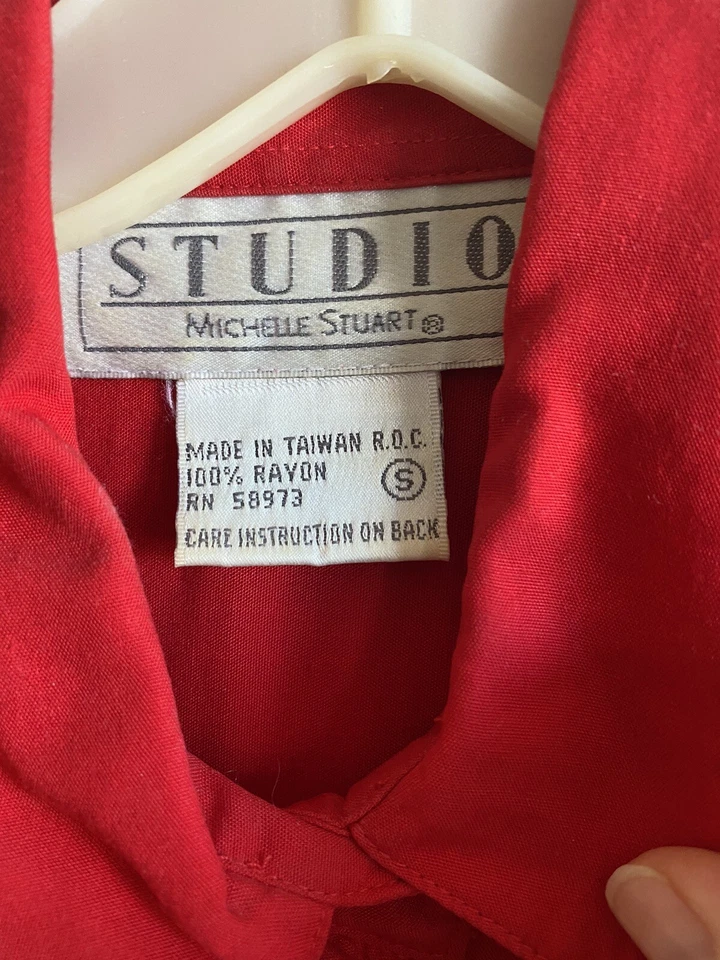 STUDIO
MICHELLE STUART®
MADE IN TAIWAN R.O.C.
100% RAYON
S
RN 58973
CARE INSTRUCTION ON BACK